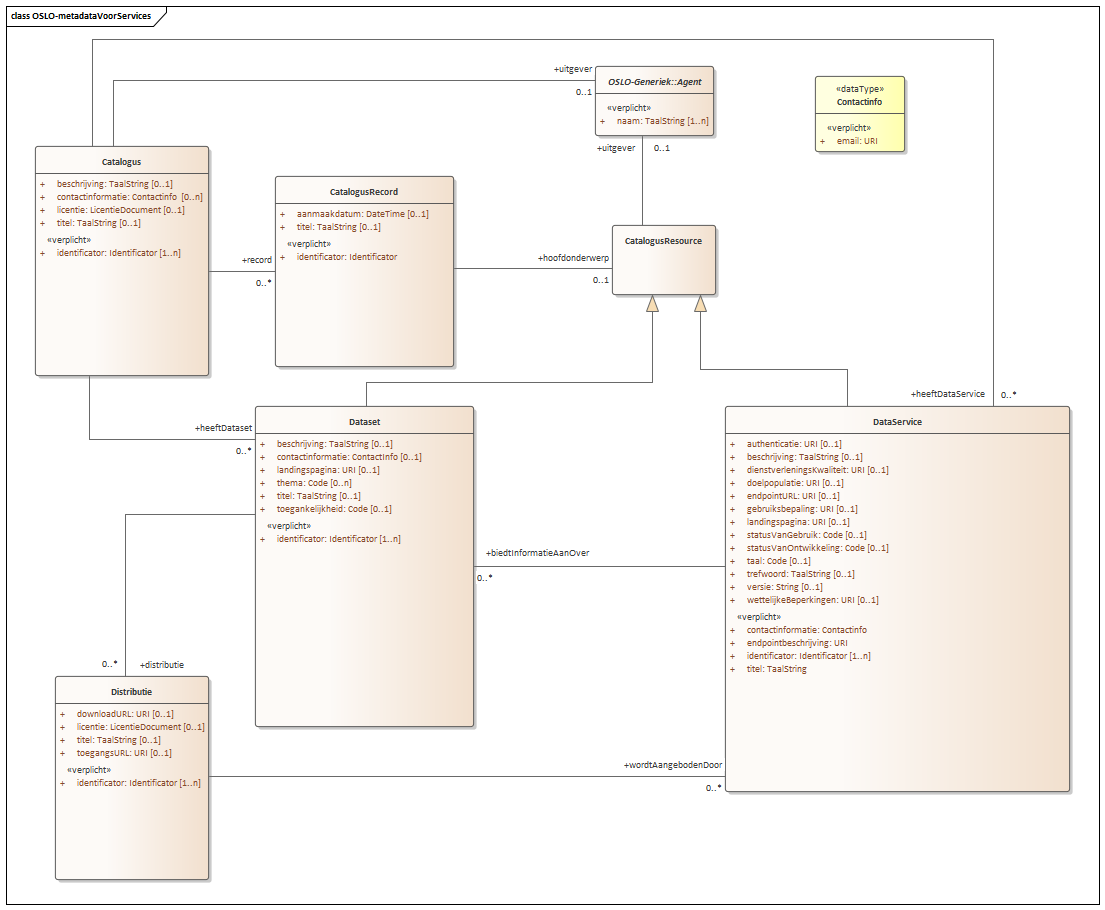 class OSLO-metadataVoorServices
+uitgever
0..1
OSLO-Generiek::Agent
«verplicht»
+ naam: TaalString [1..n]
«dataType»
Contactinfo
«verplicht»
+ email: URI
+uitgever
0..1
Catalogus
+ beschrijving: TaalString [0..1]
+ contactinformatie: Contactinfo [0..n]
+ licentie: LicentieDocument [0..1]
+ titel: TaalString [0..1]
«verplicht»
+ identificator: Identificator [1..n]
+record
0..*
CatalogusRecord
+ aanmaakdatum: DateTime [0..1]
+ titel: TaalString [0..1]
«verplicht»
+ identificator: Identificator
+hoofdonderwerp
0..1
CatalogusResource
+heeftDataService
0..*
+heeftDataset
0..*
Dataset
+ beschrijving: TaalString [0..1]
+ contactinformatie: ContactInfo [0..1]
+ landingspagina: URI [0..1]
+ thema: Code [0..n]
+ titel: TaalString [0..1]
+ toegankelijkheid: Code [0..1]
«verplicht»
+ identificator: Identificator [1..n]
+biedtInformatieAanOver
0..*
DataService
+ authenticatie: URI [0..1]
+ beschrijving: TaalString [0..1]
+ dienstverleningsKwaliteit: URI [0..1]
+ doelpopulatie: URI [0..1]
+ endpointURL: URI [0..1]
+ gebruiksbepaling: URI [0..1]
+ landingspagina: URI [0..1]
+ statusVanGebruik: Code [0..1]
+ statusVanOntwikkeling: Code [0..1]
+ taal: Code [0..1]
+ trefwoord: TaalString [0..1]
+ versie: String [0..1]
+ wettelijkeBeperkingen: URI [0..1]
«verplicht»
+ contactinformatie: Contactinfo
+ endpointbeschrijving: URI
+ identificator: Identificator [1..n]
+ titel: TaalString
0..*
+distributie
Distributie
+ downloadURL: URI [0..1]
+ licentie: LicentieDocument [0..1]
+ titel: TaalString [0..1]
+ toegangsURL: URI [0..1]
«verplicht»
+ identificator: Identificator [1..n]
+wordtAangebodenDoor
0..*